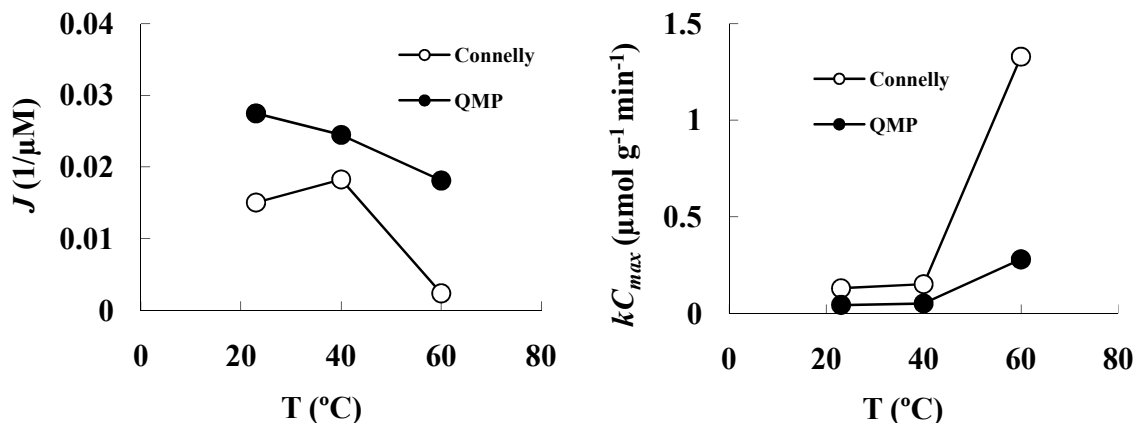 0.04
0.03
0.02
0.01
0
J (1/μM)
Connelly
QMP
0 20 40 60 80
T (ºC)
1.5
1
0.5
0
kCmax (μmol g-1 min-1)
Connelly
QMP
0 20 40 60 80
T (ºC)